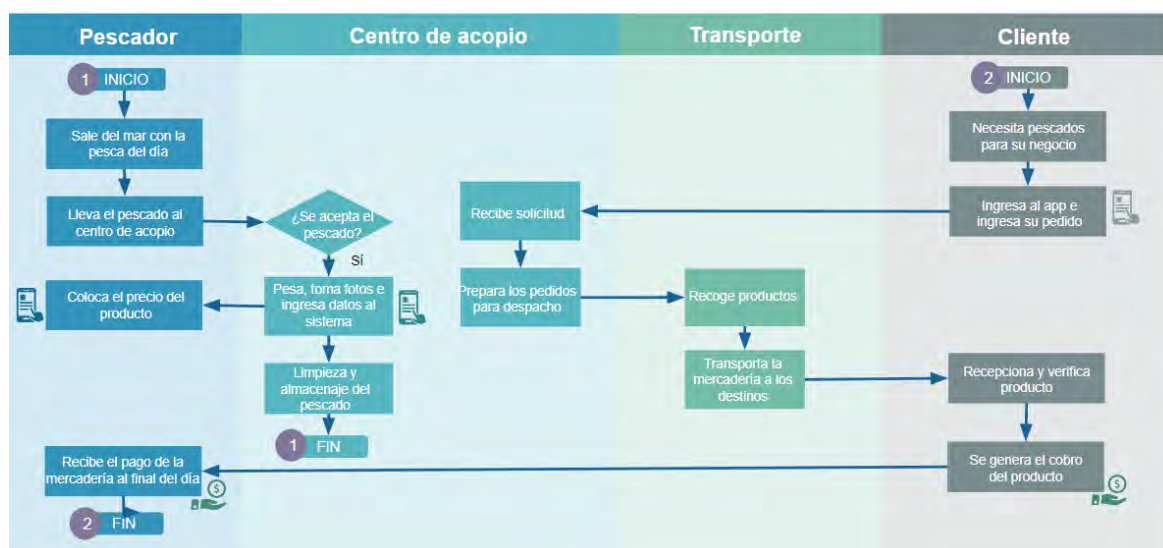 Pescador
Centro de acopio
Transporte
Cliente
1 INICIO
2 INICIO
Sale del mar con la
pesca del día
Necesita pescados
para su negocio
Lleva el pescado al
centro de acopio
¿Se acepta el
pescado?
Recibe solicitud
Ingresa al app e
ingresa su pedido
Sí
Coloca el precio del
producto
Pesa, toma fotos e
ingresa datos al
sistema
Prepara los pedidos
para despacho
Recoge productos
Limpieza y
almacenaje del
pescado
Transporta la
mercadería a los
destinos
Recepciona y verifica
producto
1 FIN
Recibe el pago de la
mercadería al final del día
Se genera el cobro
del producto
$
$
2 FIN